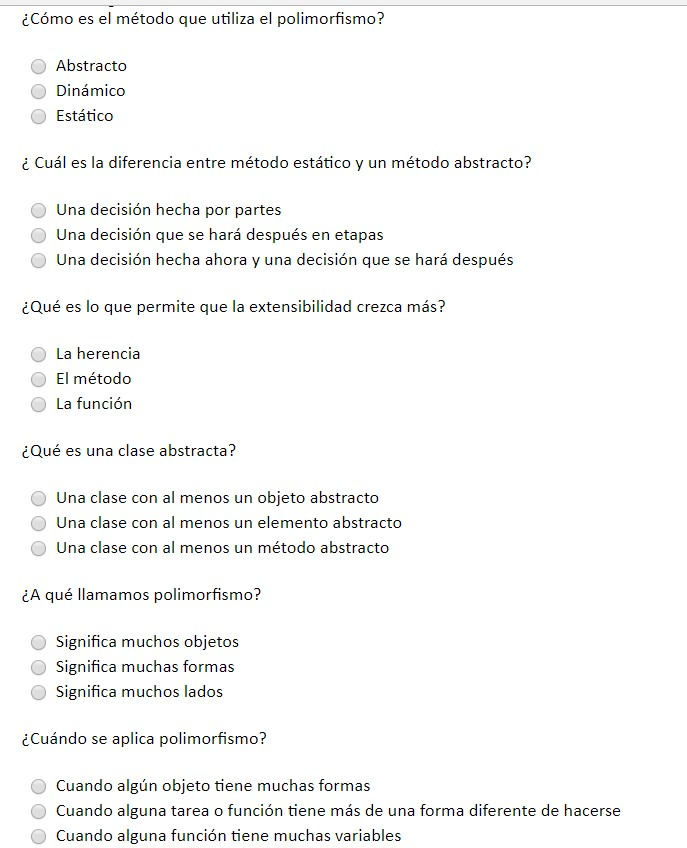 ¿Cómo es el método que utiliza el polimorfismo?
Abstracto
Dinámico
Estático
¿ Cuál es la diferencia entre método estático y un método abstracto?
Una decisión hecha por partes
Una decisión que se hará después en etapas
Una decisión hecha ahora y una decisión que se hará después
¿Qué es lo que permite que la extensibilidad crezca más?
La herencia
El método
La función
¿Qué es una clase abstracta?
Una clase con al menos un objeto abstracto
Una clase con al menos un elemento abstracto
Una clase con al menos un método abstracto
¿A qué llamamos polimorfismo?
Significa muchos objetos
Significa muchas formas
Significa muchos lados
¿Cuándo se aplica polimorfismo?
Cuando algún objeto tiene muchas formas
Cuando alguna tarea o función tiene más de una forma diferente de hacerse
Cuando alguna función tiene muchas variables